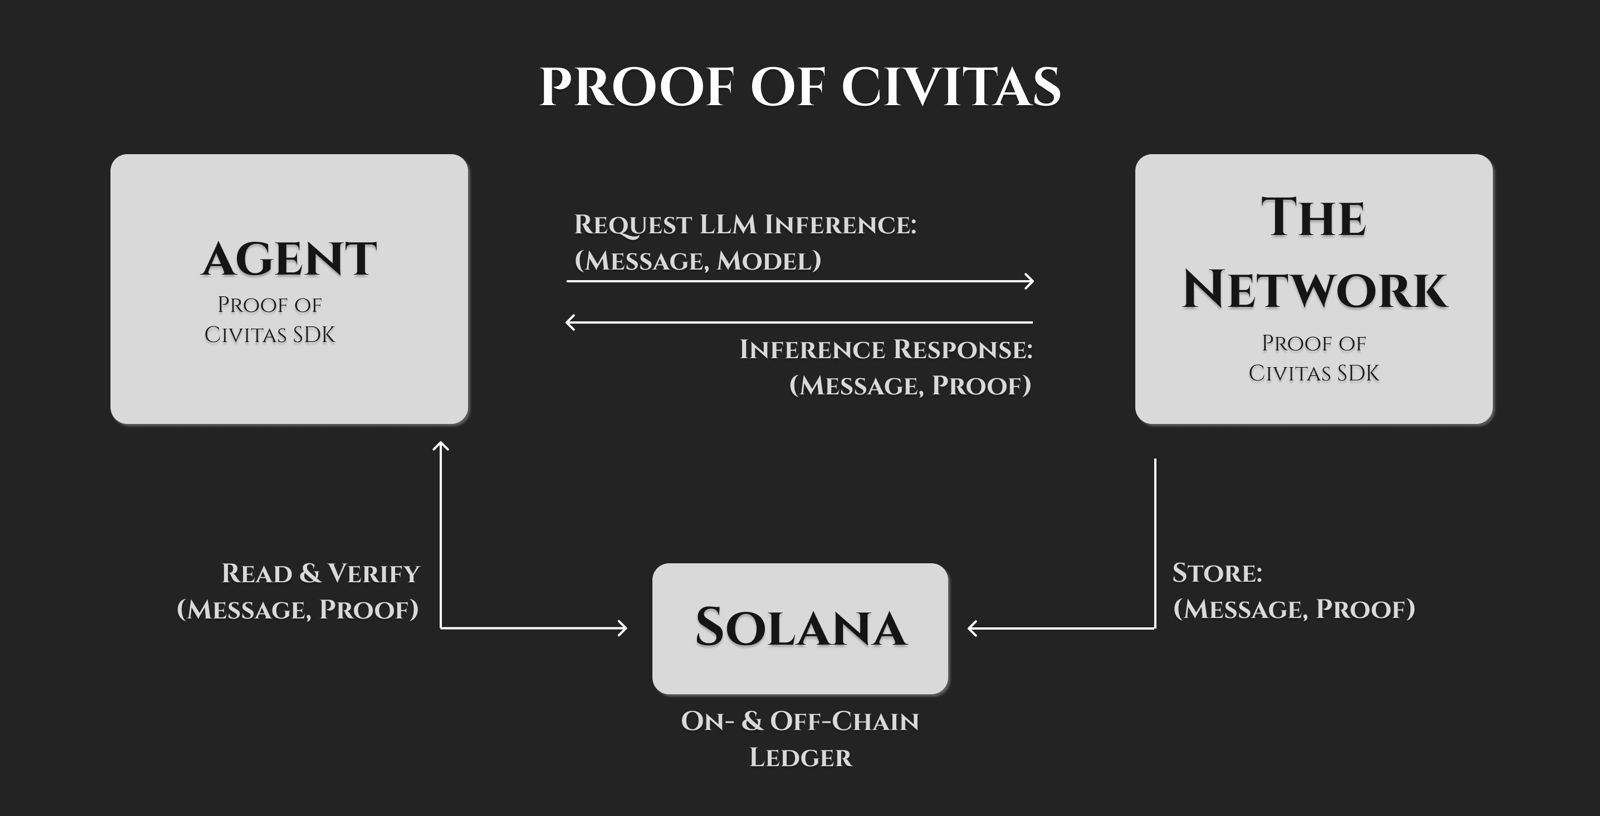 PROOF OF CIVITAS
AGENT
PROOF OF
CIVITAS SDK
REQUEST LLM INFERENCE:
(MESSAGE, MODEL)
INFERENCE RESPONSE:
(MESSAGE, PROOF)
THE
NETWORK
PROOF OF
CIVITAS SDK
READ & VERIFY
(MESSAGE, PROOF)
SOLANA
ON- & OFF-CHAIN
LEDGER
STORE:
(MESSAGE, PROOF)